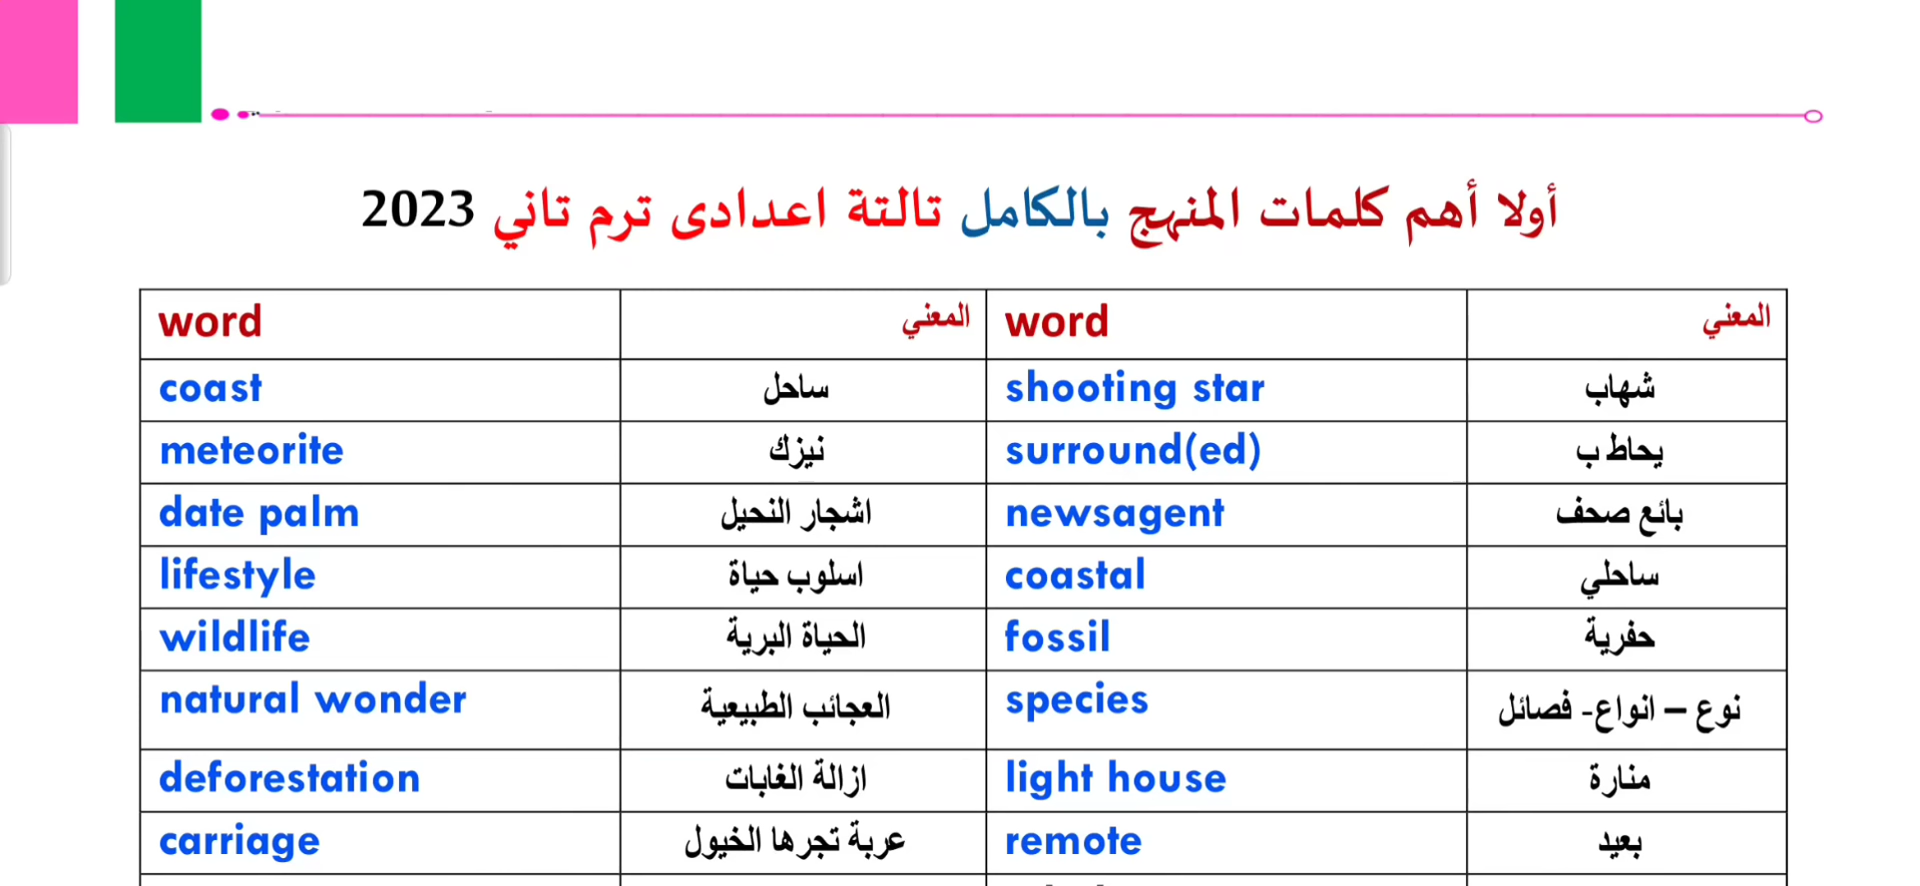 أولا أهم كلمات المنهج بالكامل تالتة اعدادى ترم تاني 2023
word المعني word المعني
coast ساحل shooting star شهاب
meteorite نيزك surround(ed) يحاط ب
date palm اشجار النحيل newsagent بائع صحف
lifestyle اسلوب حياة coastal ساحلي
wildlife الحياة البرية fossil حفرية
natural wonder العجائب الطبيعية species نوع – انواع- فصائل
deforestation ازالة الغابات light house منارة
carriage عربة تجرها الخيول remote بعيد